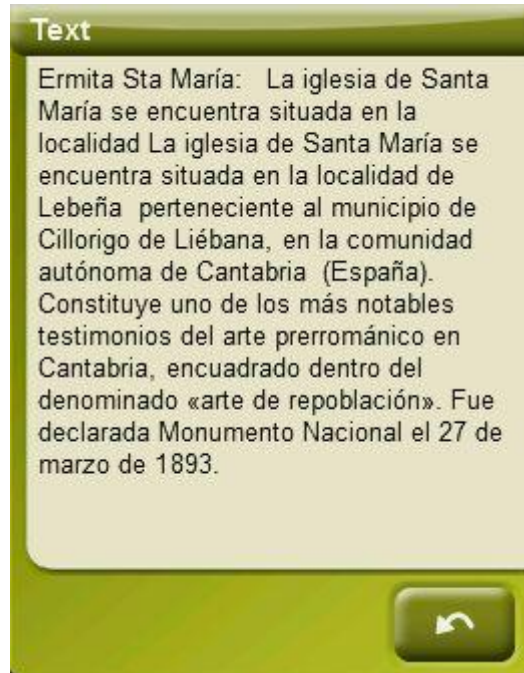 Text
Ermita Sta María:   La iglesia de Santa
María se encuentra situada en la
localidad La iglesia de Santa María se
encuentra situada en la localidad de
Lebeña  perteneciente al municipio de
Cillorigo de Liébana, en la comunidad
autónoma de Cantabria  (España).
Constituye uno de los más notables
testimonios del arte prerrománico en
Cantabria, encuadrado dentro del
denominado «arte de repoblación». Fue
declarada Monumento Nacional el 27 de
marzo de 1893.